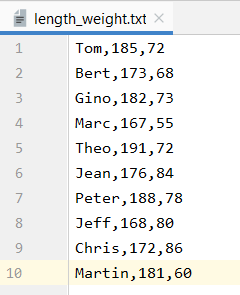 length_weight.txt
1 Tom,185,72
2 Bert,173,68
3 Gino,182,73
4 Marc,167,55
5 Theo,191,72
6 Jean,176,84
7 Peter,188,78
8 Jeff,168,80
9 Chris,172,86
10 Martin,181,60